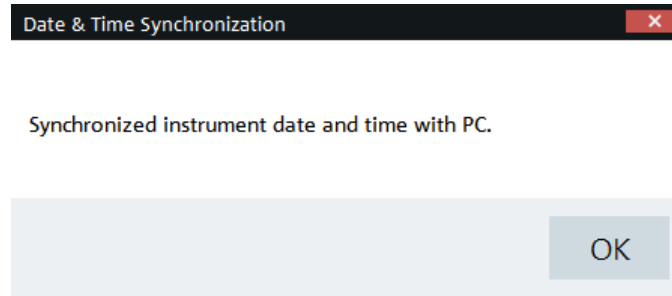 Date & Time Synchronization
Synchronized instrument date and time with PC.
OK